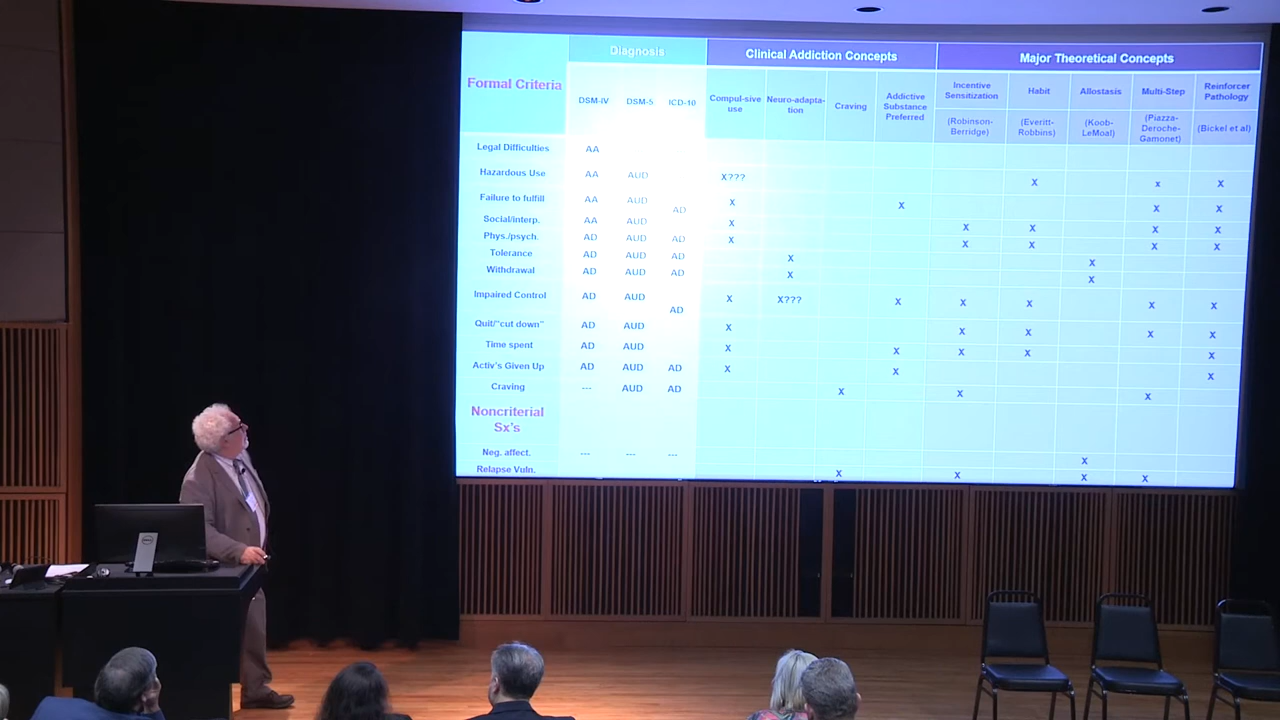 Diagnosis Clinical Addiction Concepts Major Theoretical Concepts
Formal Criteria DSM-IV DSM-5 ICD-10 Compul-sive use Neuro-adapta-tion Craving Addictive Substance Preferred Incentive Sensitization Habit Allostasis Multi-Step Reinforcer Pathology
(Robinson-Berridge) (Everitt-Robbins) (Koob-LeMoal) (Piazza-Deroche-Gamonet) (Bickel et al)
Legal Difficulties AA
Hazardous Use AA AUD X??? X x X
Failure to fulfill AA AUD AD X X X X
Social/interp. AA AUD X X X X X
Phys./psych. AD AUD AD X X X X X
Tolerance AD AUD AD X X
Withdrawal AD AUD AD X X
Impaired Control AD AUD AD X X??? X X X X X
Quit/"cut down" AD AUD X X X X X
Time spent AD AUD X X X X X
Activ's Given Up AD AUD AD X X X
Craving --- AUD AD X X X
Noncriterial
Sx's
Neg. affect. --- --- --- X
Relapse Vuln. X X X X
DELL